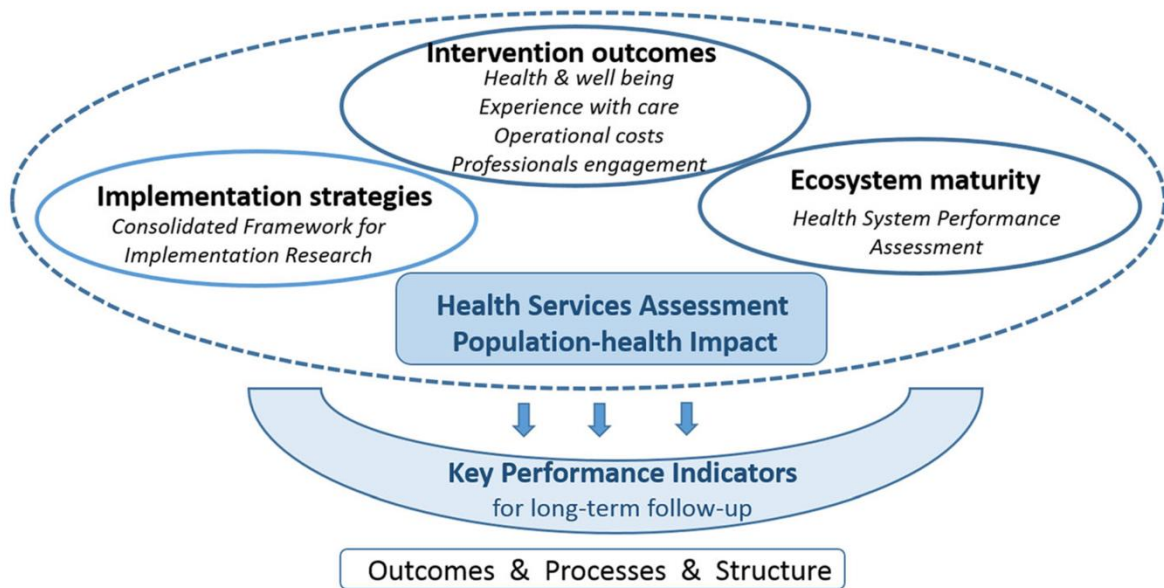 Intervention outcomes
Health & well being
Experience with care
Operational costs
Professionals engagement
Implementation strategies
Consolidated Framework for
Implementation Research
Ecosystem maturity
Health System Performance
Assessment
Health Services Assessment
Population-health Impact
Key Performance Indicators
for long-term follow-up
Outcomes & Processes & Structure